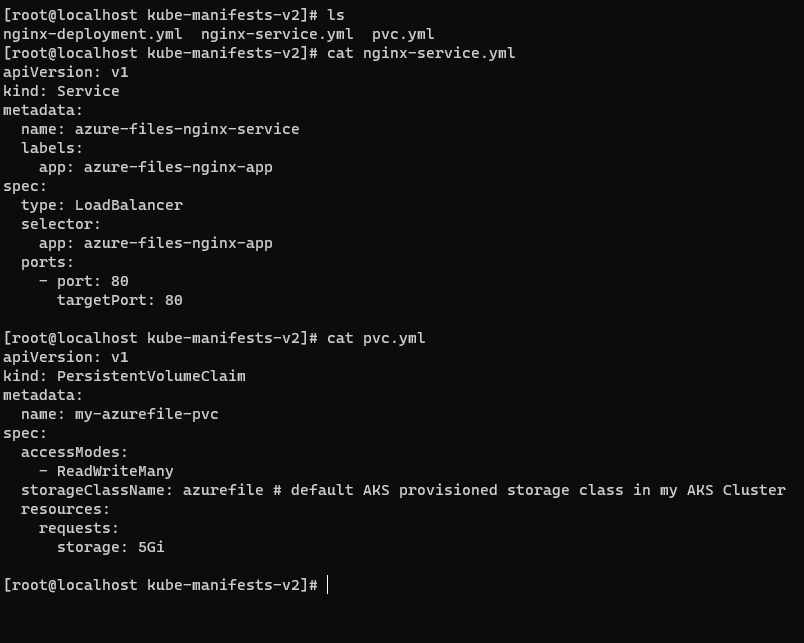 [root@localhost kube-manifests-v2]# ls
nginx-deployment.yml  nginx-service.yml  pvc.yml
[root@localhost kube-manifests-v2]# cat nginx-service.yml
apiVersion: v1
kind: Service
metadata:
  name: azure-files-nginx-service
  labels:
    app: azure-files-nginx-app
spec:
  type: LoadBalancer
  selector:
    app: azure-files-nginx-app
  ports:
    - port: 80
      targetPort: 80

[root@localhost kube-manifests-v2]# cat pvc.yml
apiVersion: v1
kind: PersistentVolumeClaim
metadata:
  name: my-azurefile-pvc
spec:
  accessModes:
    - ReadWriteMany
  storageClassName: azurefile # default AKS provisioned storage class in my AKS Cluster
  resources:
    requests:
      storage: 5Gi

[root@localhost kube-manifests-v2]#